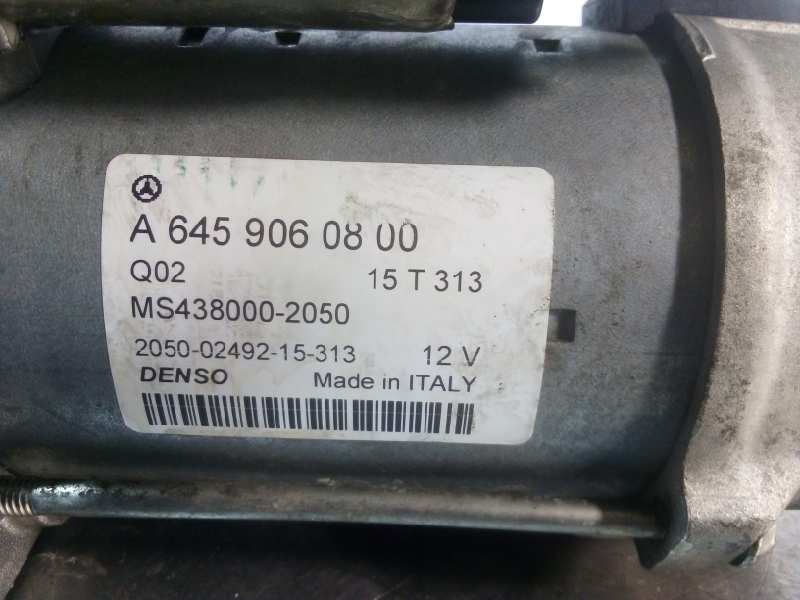 A 645 906 08 00
Q02 15 T 313
MS438000-2050
2050-02492-15-313 12 V
DENSO Made in ITALY